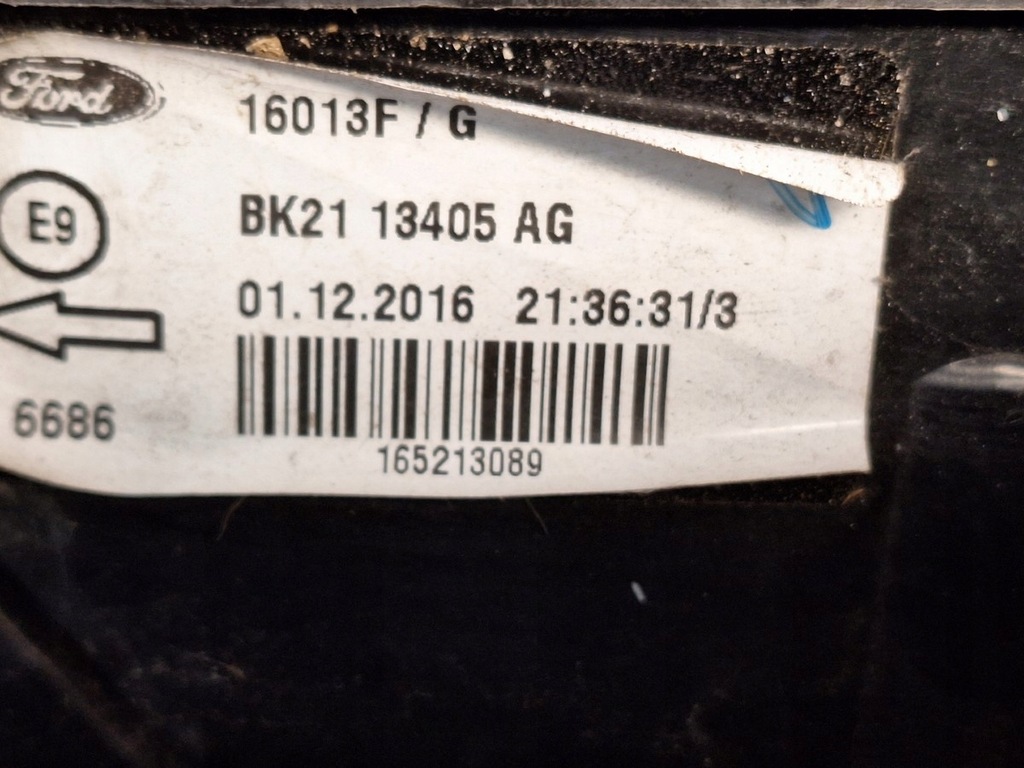 Ford
16013F / G
E9
BK21 13405 AG
01.12.2016 21:36:31/3
6686
165213089